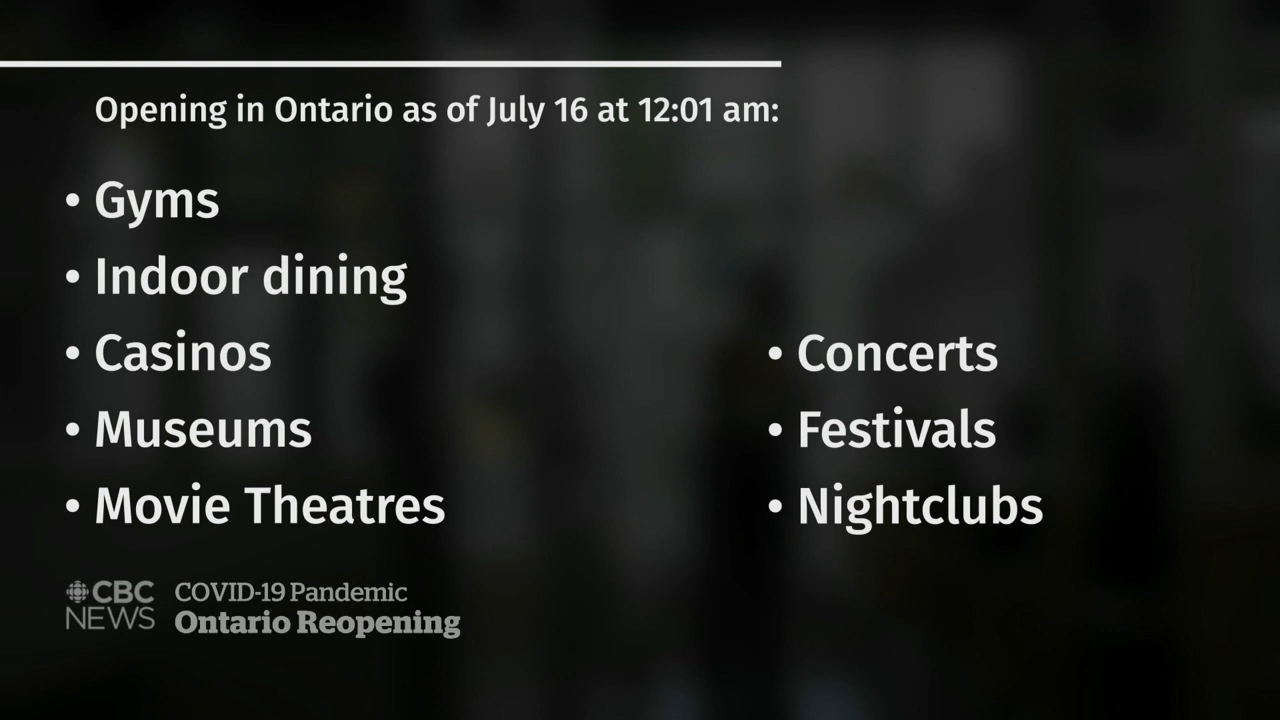 Opening in Ontario as of July 16 at 12:01 am:
• Gyms
• Indoor dining
• Casinos
• Museums
• Movie Theatres
• Concerts
• Festivals
• Nightclubs
CBC
NEWS
COVID-19 Pandemic
Ontario Reopening